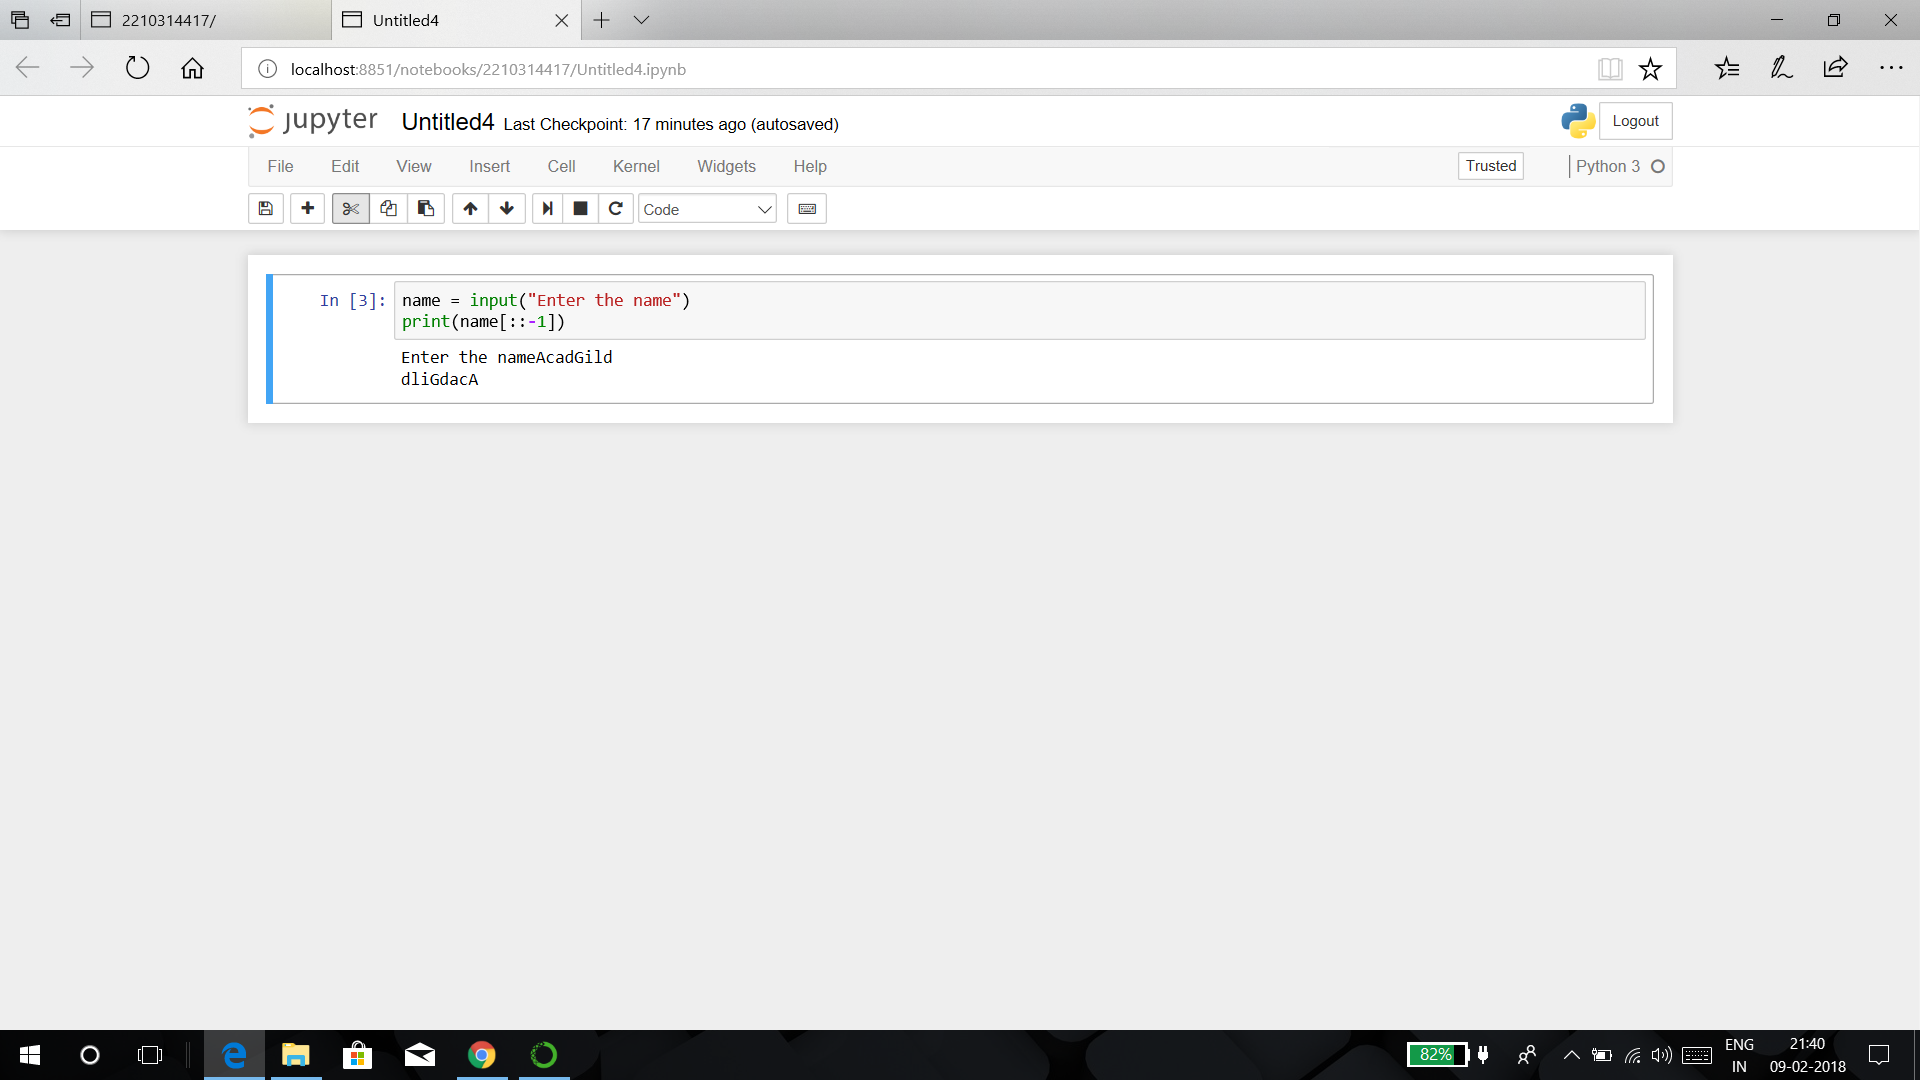 2210314417/ Untitled4
localhost:8851/notebooks/2210314417/Untitled4.ipynb
jupyter Untitled4 Last Checkpoint: 17 minutes ago (autosaved) Logout
File Edit View Insert Cell Kernel Widgets Help Trusted Python 3
Code
In [3]: name = input("Enter the name")
print(name[::-1])
Enter the nameAcadGild
dliGdacA
82% ENG 21:40
IN 09-02-2018